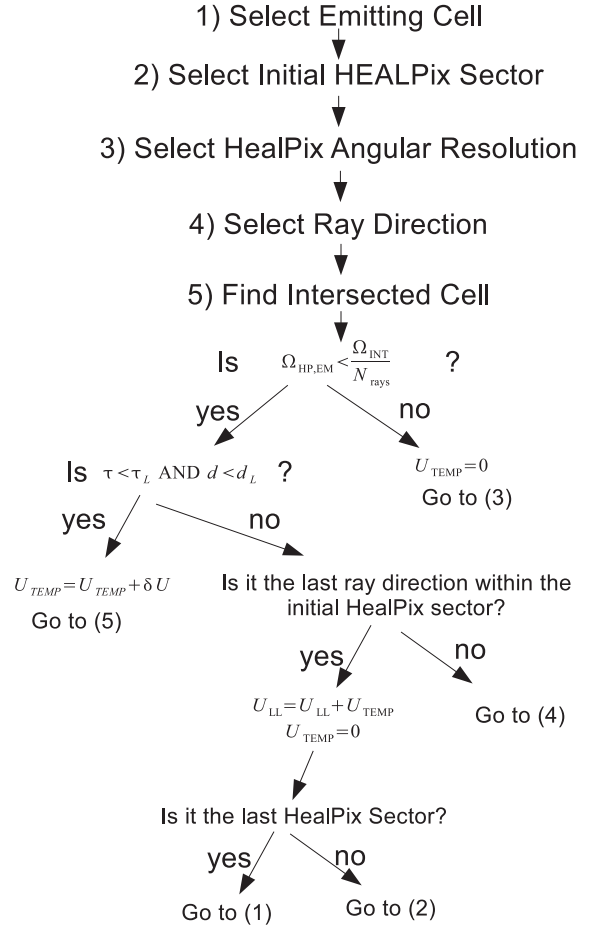 1) Select Emitting Cell
2) Select Initial HEALPix Sector
3) Select HealPix Angular Resolution
4) Select Ray Direction
5) Find Intersected Cell
Is Ω_HP,EM < Ω_INT / N_rays ?
yes
no
U_TEMP=0
Go to (3)
Is τ<τ_L AND d<d_L ?
yes
no
U_TEMP=U_TEMP+δU
Go to (5)
Is it the last ray direction within the
initial HealPix sector?
yes
no
U_LL=U_LL+U_TEMP
U_TEMP=0
Go to (4)
Is it the last HealPix Sector?
yes
no
Go to (1)
Go to (2)